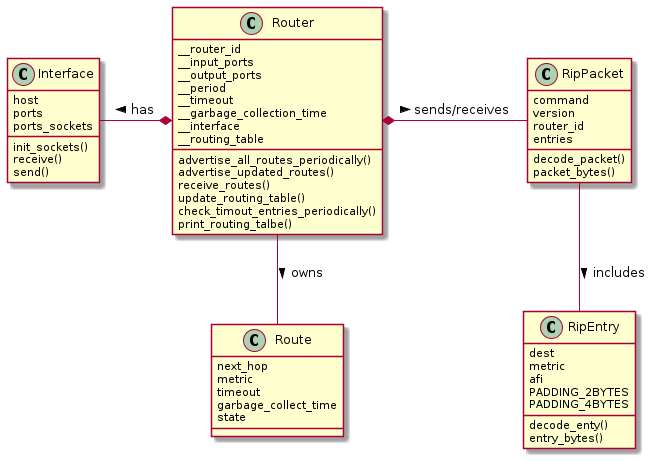 C Router
__router_id
__input_ports
__output_ports
__period
__timeout
__garbage_collection_time
__interface
__routing_table
advertise_all_routes_periodically()
advertise_updated_routes()
receive_routes()
update_routing_table()
check_timout_entries_periodically()
print_routing_talbe()
C Interface
host
ports
ports_sockets
init_sockets()
receive()
send()
has
sends/receives
C RipPacket
command
version
router_id
entries
decode_packet()
packet_bytes()
owns
includes
C Route
next_hop
metric
timeout
garbage_collect_time
state
C RipEntry
dest
metric
afi
PADDING_2BYTES
PADDING_4BYTES
decode_enty()
entry_bytes()